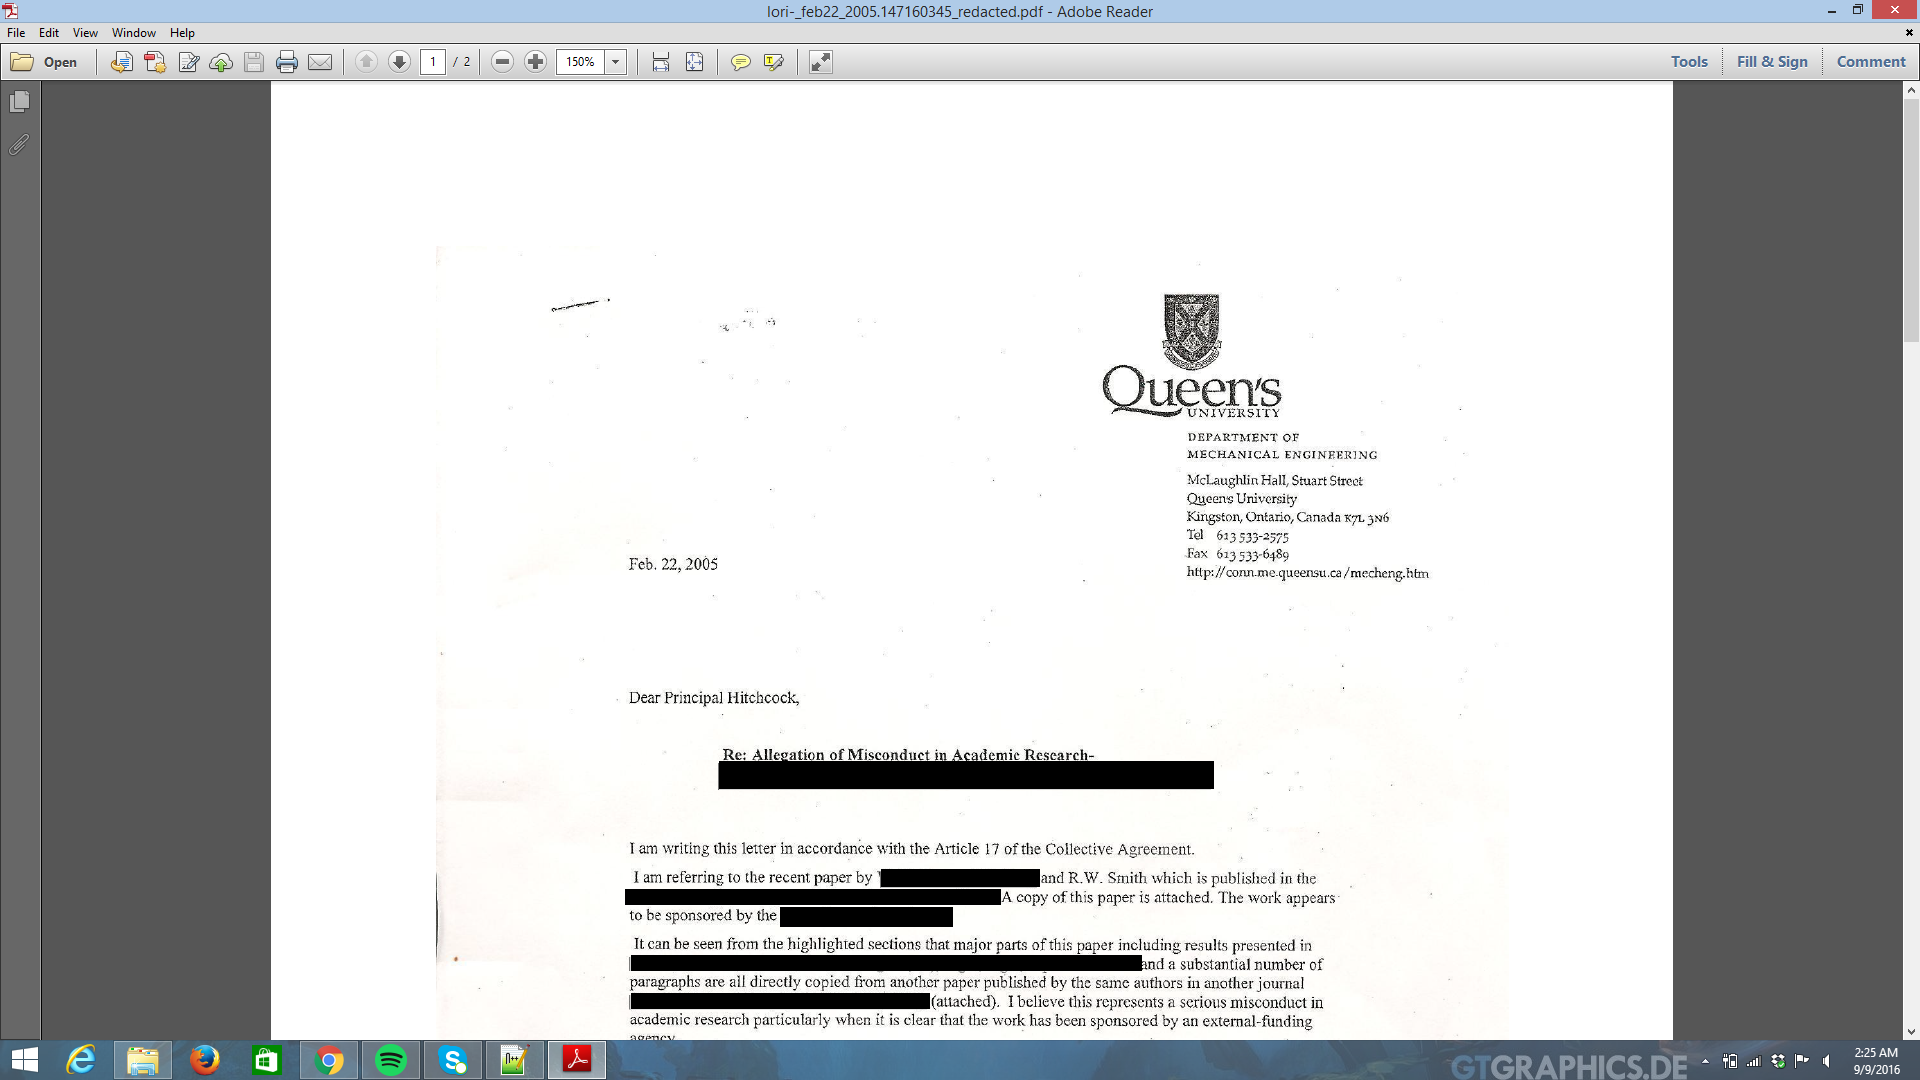 lori-_feb22_2005.147160345_redacted.pdf - Adobe Reader
File Edit View Window Help
Open 1 / 2 150% Tools Fill & Sign Comment
Queen's
UNIVERSITY
DEPARTMENT OF
MECHANICAL ENGINEERING
McLaughlin Hall, Stuart Street
Queen's University
Kingston, Ontario, Canada K7L 3N6
Tel 613 533-2575
Fax 613 533-6489
http://conn.me.queensu.ca/mecheng.htm
Feb. 22, 2005
Dear Principal Hitchcock,
Re: Allegation of Misconduct in Academic Research-
I am writing this letter in accordance with the Article 17 of the Collective Agreement.
I am referring to the recent paper by and R.W. Smith which is published in the
A copy of this paper is attached. The work appears
to be sponsored by the
It can be seen from the highlighted sections that major parts of this paper including results presented in
and a substantial number of
paragraphs are all directly copied from another paper published by the same authors in another journal
(attached). I believe this represents a serious misconduct in
academic research particularly when it is clear that the work has been sponsored by an external-funding
agency
GTGRAPHICS.DE
2:25 AM
9/9/2016